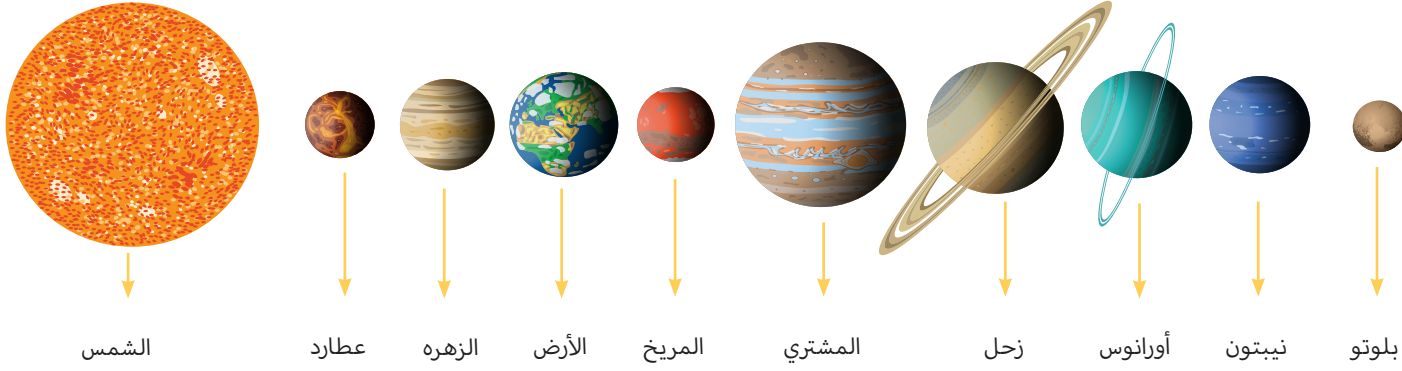 الشمس عطارد الزهره الأرض المريخ المشتري زحل أورانوس نيبتون بلوتو